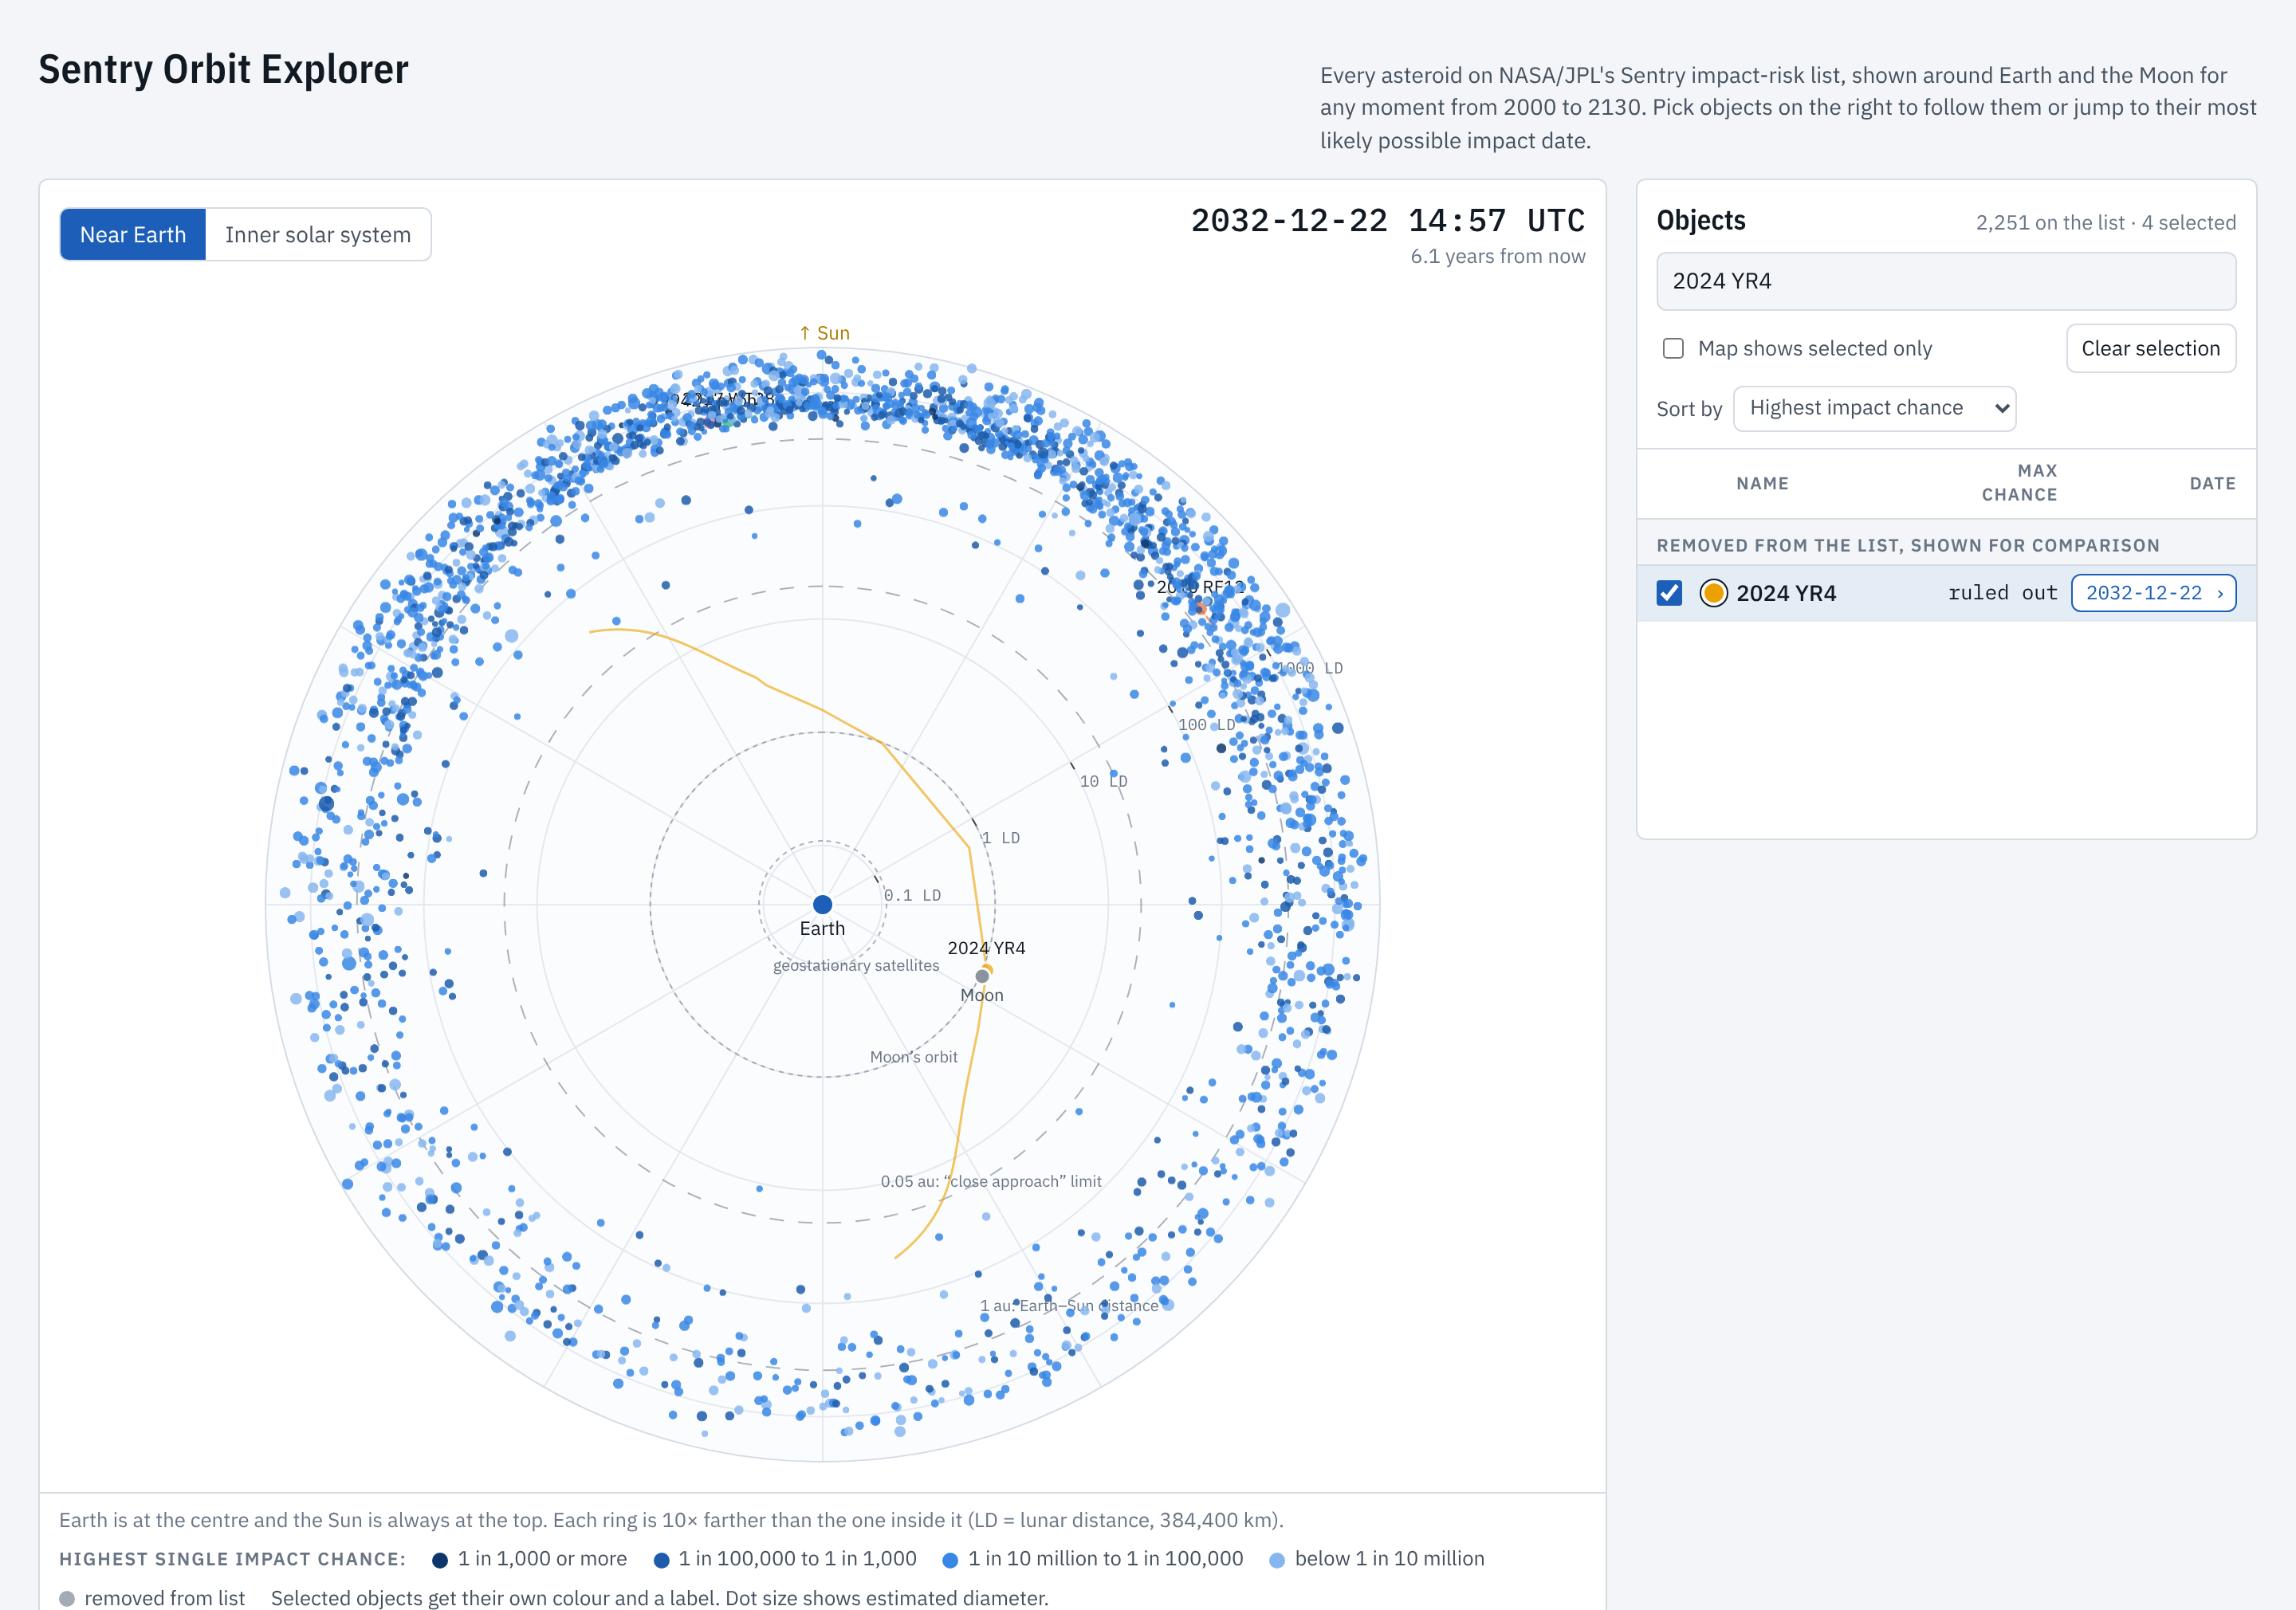 Sentry Orbit Explorer
Every asteroid on NASA/JPL's Sentry impact-risk list, shown around Earth and the Moon for
any moment from 2000 to 2130. Pick objects on the right to follow them or jump to their most
likely possible impact date.
Near Earth
Inner solar system
2032-12-22 14:57 UTC
6.1 years from now
↑ Sun
1000 LD
100 LD
10 LD
1 LD
0.1 LD
Earth
2024 YR4
geostationary satellites
Moon
Moon's orbit
0.05 au: “close approach” limit
1 au: Earth–Sun distance
Earth is at the centre and the Sun is always at the top. Each ring is 10× farther than the one inside it (LD = lunar distance, 384,400 km).
HIGHEST SINGLE IMPACT CHANCE: 1 in 1,000 or more 1 in 100,000 to 1 in 1,000 1 in 10 million to 1 in 100,000 below 1 in 10 million
removed from list Selected objects get their own colour and a label. Dot size shows estimated diameter.
Objects
2,251 on the list · 4 selected
2024 YR4
Map shows selected only
Clear selection
Sort by Highest impact chance
NAME MAX CHANCE DATE
REMOVED FROM THE LIST, SHOWN FOR COMPARISON
2024 YR4 ruled out 2032-12-22 ›